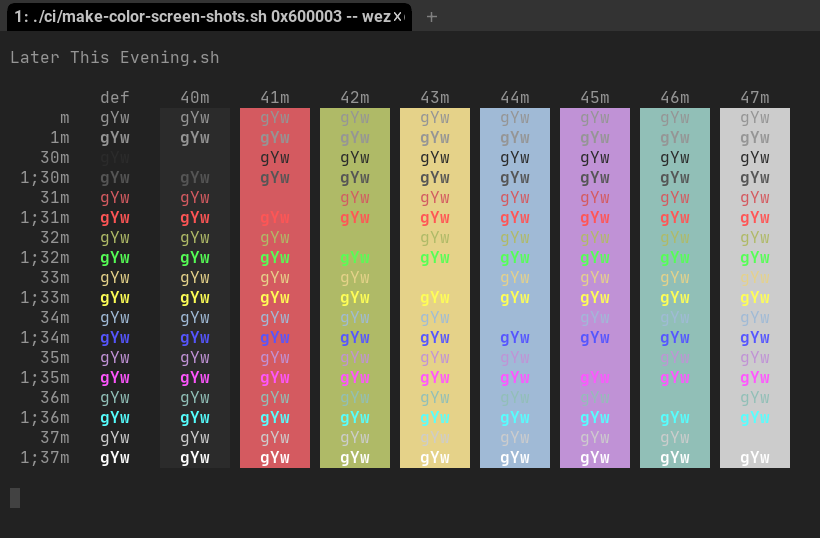 1: ./ci/make-color-screen-shots.sh 0x600003 -- wez× +
Later This Evening.sh
def 40m 41m 42m 43m 44m 45m 46m 47m
m gYw gYw gYw gYw gYw gYw gYw gYw gYw
1m gYw gYw gYw gYw gYw gYw gYw gYw gYw
30m gYw gYw gYw gYw gYw gYw gYw gYw
1;30m gYw gYw gYw gYw gYw gYw gYw gYw gYw
31m gYw gYw gYw gYw gYw gYw gYw gYw
1;31m gYw gYw gYw gYw gYw gYw gYw gYw gYw
32m gYw gYw gYw gYw gYw gYw gYw gYw
1;32m gYw gYw gYw gYw gYw gYw gYw gYw gYw
33m gYw gYw gYw gYw gYw gYw gYw gYw
1;33m gYw gYw gYw gYw gYw gYw gYw gYw gYw
34m gYw gYw gYw gYw gYw gYw gYw gYw
1;34m gYw gYw gYw gYw gYw gYw gYw gYw gYw
35m gYw gYw gYw gYw gYw gYw gYw gYw
1;35m gYw gYw gYw gYw gYw gYw gYw gYw gYw
36m gYw gYw gYw gYw gYw gYw gYw gYw
1;36m gYw gYw gYw gYw gYw gYw gYw gYw gYw
37m gYw gYw gYw gYw gYw gYw gYw gYw
1;37m gYw gYw gYw gYw gYw gYw gYw gYw gYw